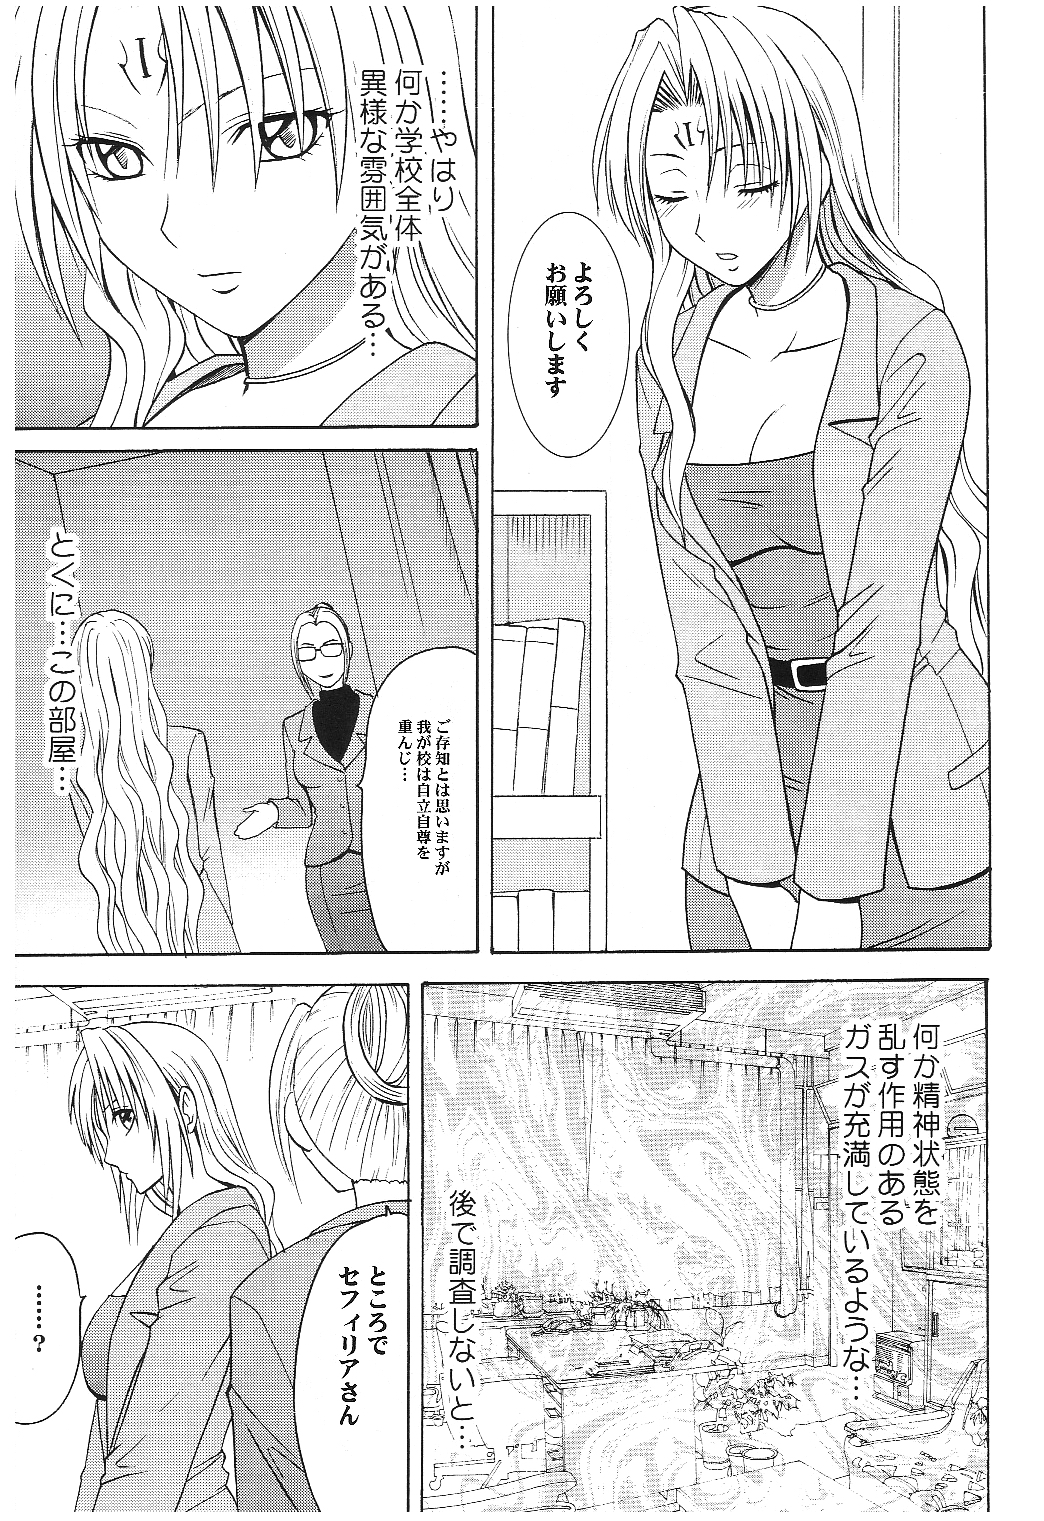 よろしく
お願いします
……やはり
何か学校全体
異様な雰囲気がある…
I
I
ご存知とは思いますが
我が校は自立自尊を
重んじ…
とくに…この部屋…
何か精神状態を
乱す作用のある
ガスが充満しているような…
後で調査しないと…
ところで
セフィリアさん
……?